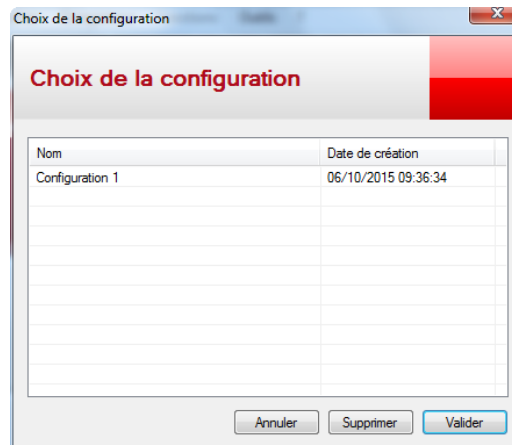 Choix de la configuration
Choix de la configuration
Nom Date de création
Configuration 1 06/10/2015 09:36:34
Annuler Supprimer Valider